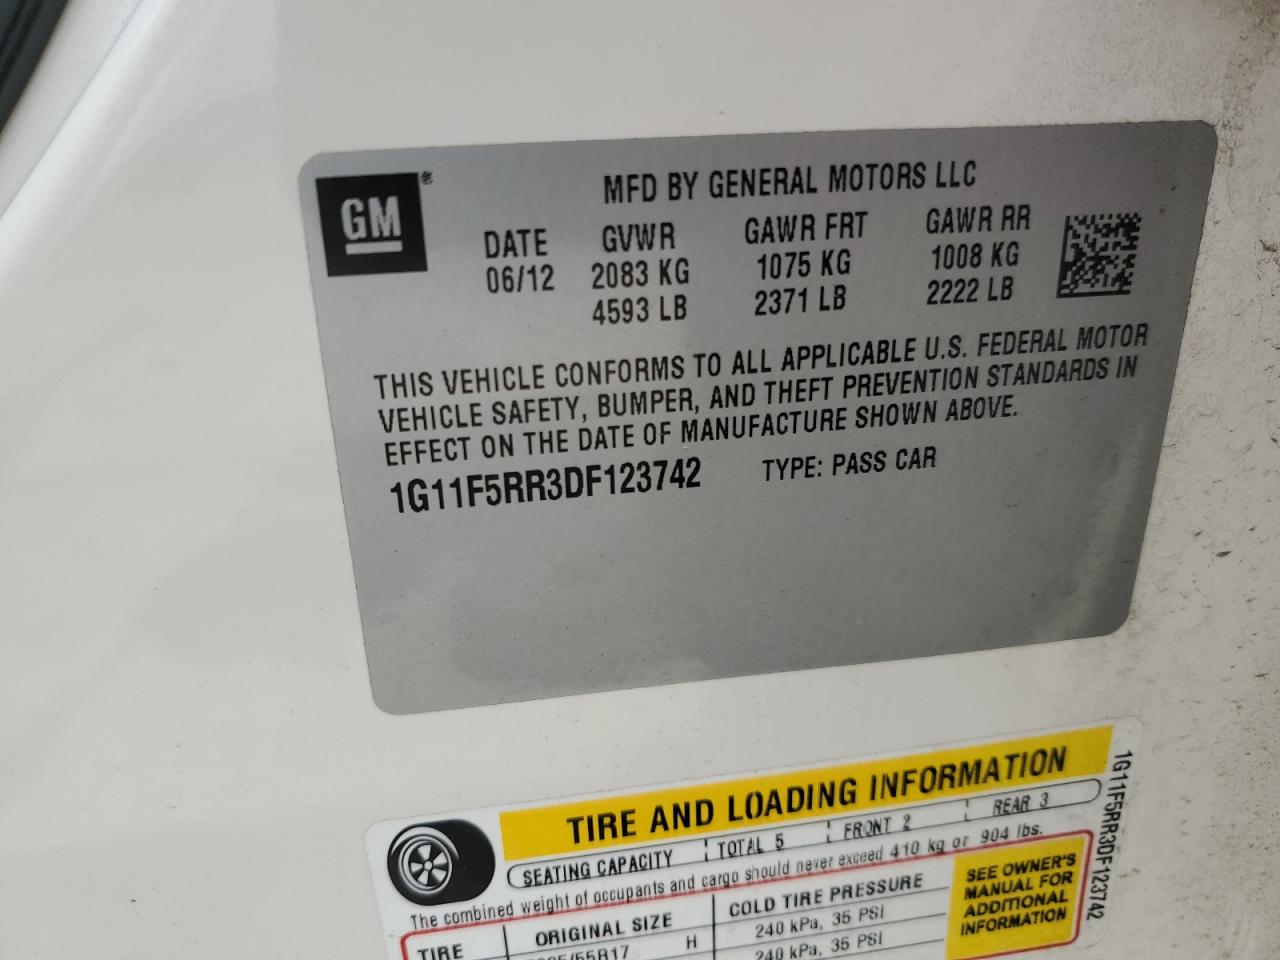 GM®
MFD BY GENERAL MOTORS LLC
DATE GVWR GAWR FRT GAWR RR
06/12 2083 KG 1075 KG 1008 KG
4593 LB 2371 LB 2222 LB
THIS VEHICLE CONFORMS TO ALL APPLICABLE U.S. FEDERAL MOTOR
VEHICLE SAFETY, BUMPER, AND THEFT PREVENTION STANDARDS IN
EFFECT ON THE DATE OF MANUFACTURE SHOWN ABOVE.
1G11F5RR3DF123742 TYPE: PASS CAR
TIRE AND LOADING INFORMATION
SEATING CAPACITY TOTAL 5 FRONT 2 REAR 3
The combined weight of occupants and cargo should never exceed 410 kg or 904 lbs.
TIRE ORIGINAL SIZE COLD TIRE PRESSURE
H 240 kPa, 35 PSI
240 kPa, 35 PSI
SEE OWNER'S
MANUAL FOR
ADDITIONAL
INFORMATION
1G11F5RR3DF123742